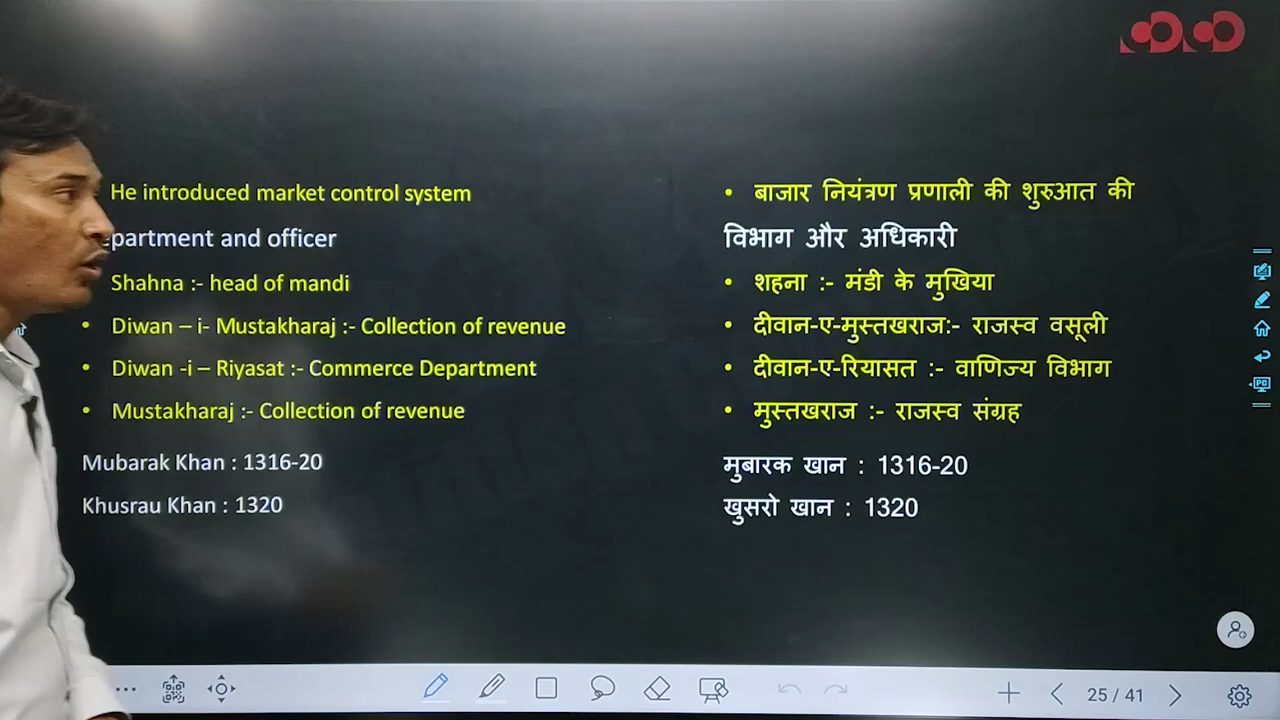 He introduced market control system
partment and officer
Shahna :- head of mandi
• Diwan – i- Mustakharaj :- Collection of revenue
• Diwan -i – Riyasat :- Commerce Department
• Mustakharaj :- Collection of revenue
Mubarak Khan : 1316-20
Khusrau Khan : 1320
• बाजार नियंत्रण प्रणाली की शुरुआत की
विभाग और अधिकारी
• शहना :- मंडी के मुखिया
• दीवान-ए-मुस्तखराज:- राजस्व वसूली
• दीवान-ए-रियासत :- वाणिज्य विभाग
• मुस्तखराज :- राजस्व संग्रह
मुबारक खान : 1316-20
खुसरो खान : 1320
25 / 41